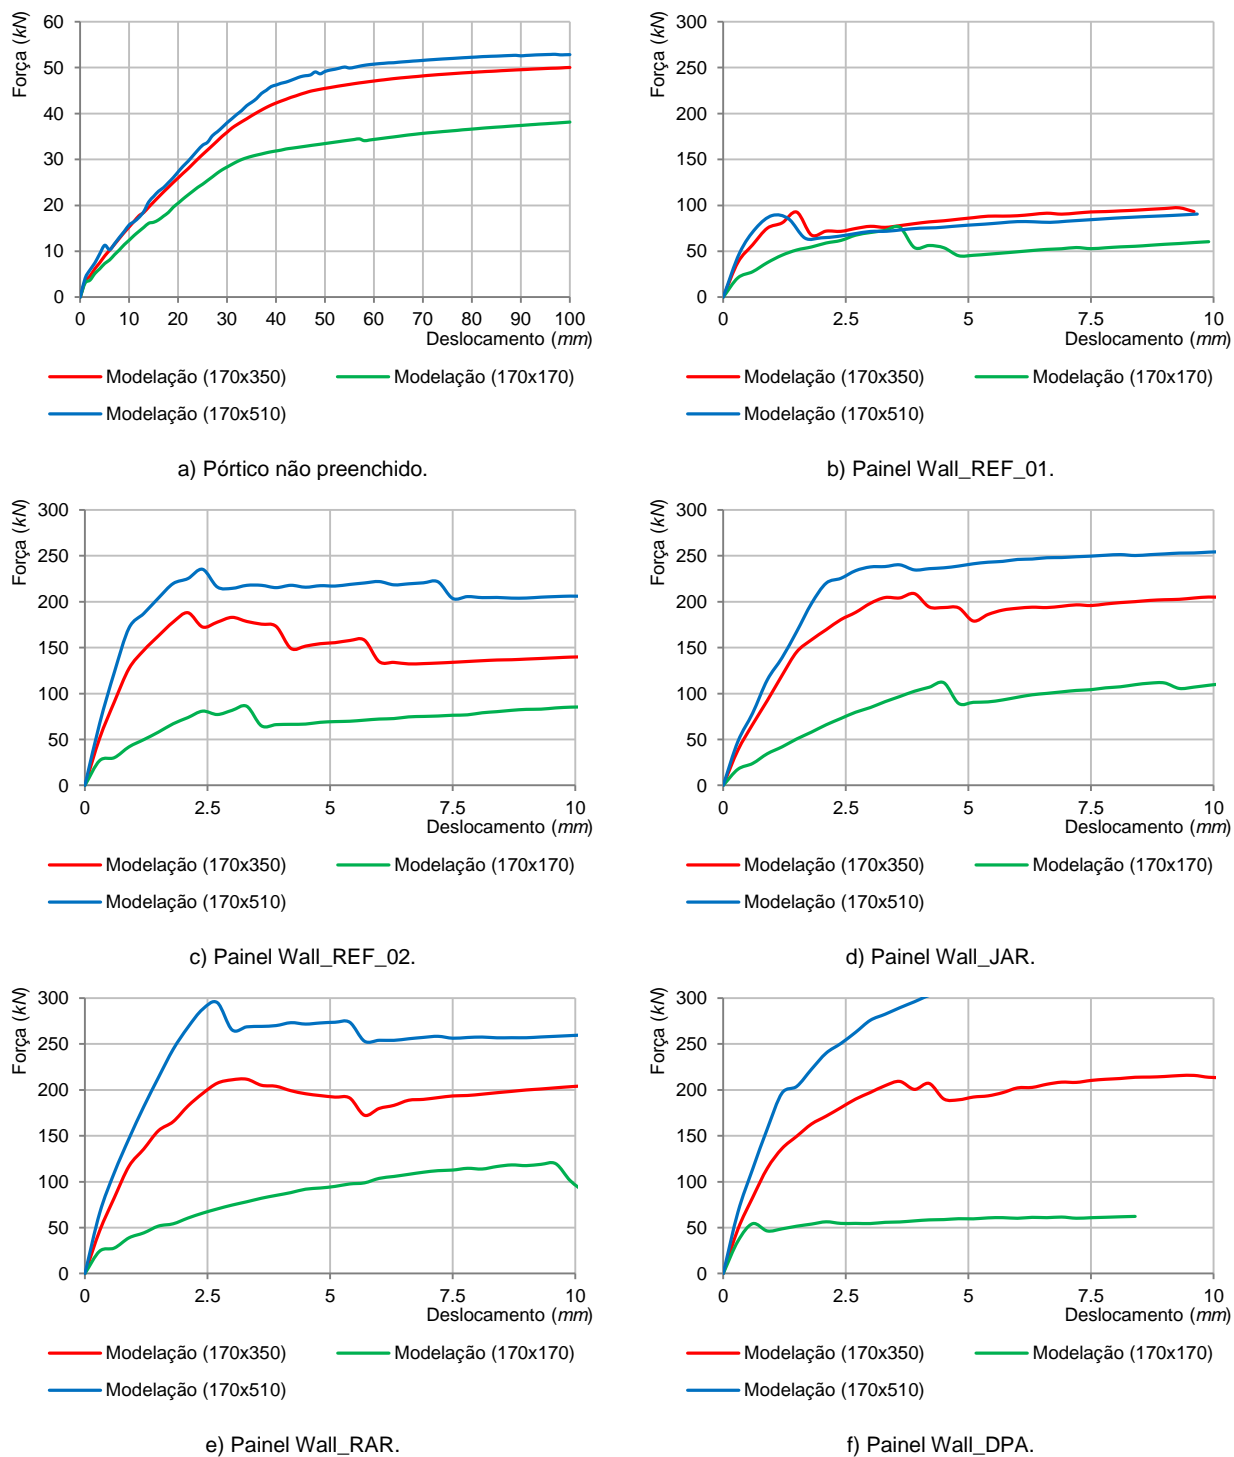 Força (kN)
60
50
40
30
20
10
0
0 10 20 30 40 50 60 70 80 90 100
Deslocamento (mm)
Modelação (170x350) Modelação (170x170)
Modelação (170x510)
a) Pórtico não preenchido.
Força (kN)
300
250
200
150
100
50
0
0 2.5 5 7.5 10
Deslocamento (mm)
Modelação (170x350) Modelação (170x170)
Modelação (170x510)
b) Painel Wall_REF_01.
Força (kN)
300
250
200
150
100
50
0
0 2.5 5 7.5 10
Deslocamento (mm)
Modelação (170x350) Modelação (170x170)
Modelação (170x510)
c) Painel Wall_REF_02.
Força (kN)
300
250
200
150
100
50
0
0 2.5 5 7.5 10
Deslocamento (mm)
Modelação (170x350) Modelação (170x170)
Modelação (170x510)
d) Painel Wall_JAR.
Força (kN)
300
250
200
150
100
50
0
0 2.5 5 7.5 10
Deslocamento (mm)
Modelação (170x350) Modelação (170x170)
Modelação (170x510)
e) Painel Wall_RAR.
Força (kN)
300
250
200
150
100
50
0
0 2.5 5 7.5 10
Deslocamento (mm)
Modelação (170x350) Modelação (170x170)
Modelação (170x510)
f) Painel Wall_DPA.